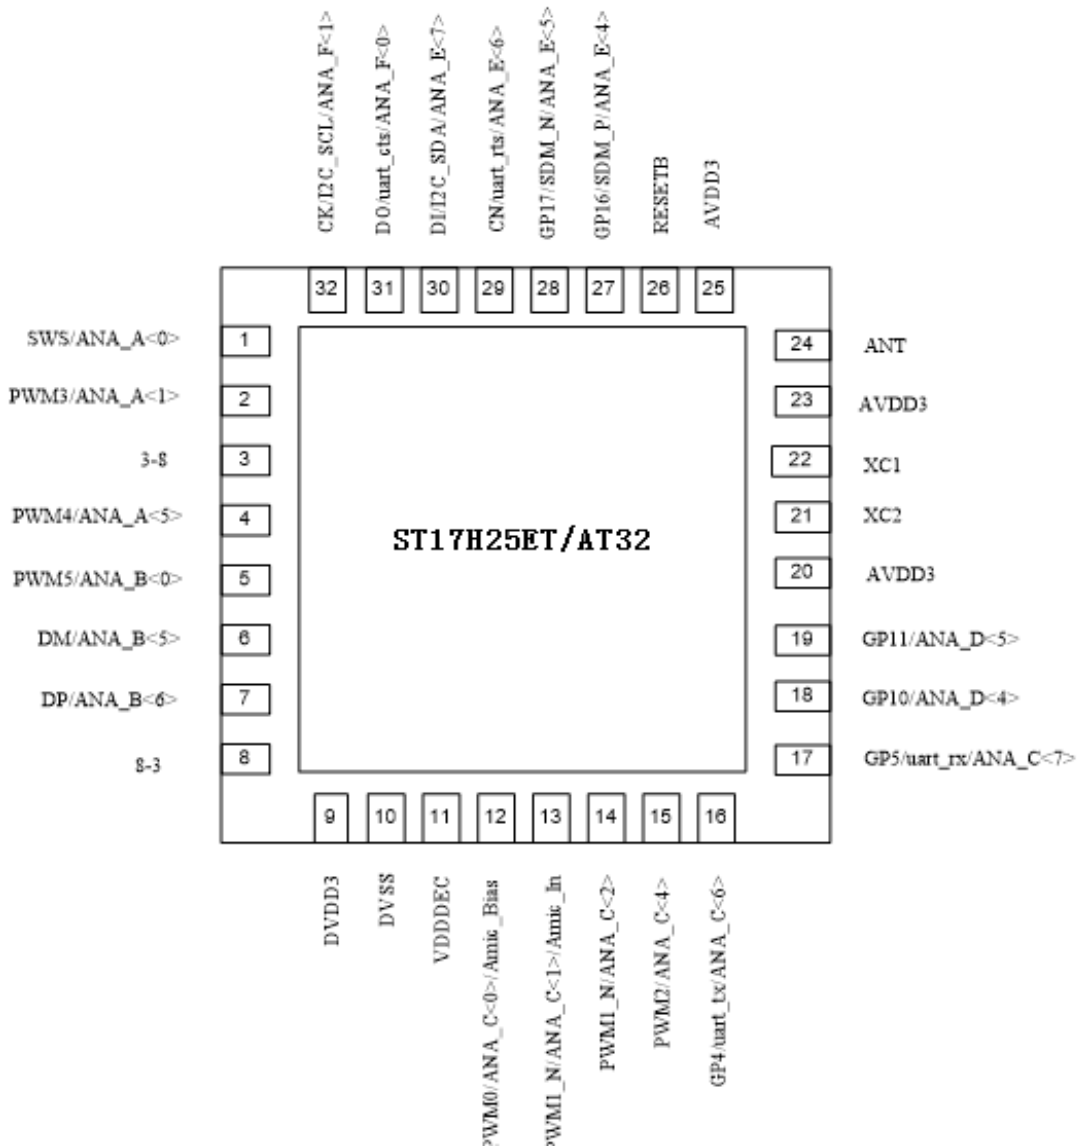 CK/I2C_SCL/ANA_F<1>
DO/uart_cts/ANA_F<0>
DI/I2C_SDA/ANA_E<7>
CN/uart_rts/ANA_E<6>
GP17/SDM_N/ANA_E<5>
GP16/SDM_P/ANA_E<4>
RESETB
AVDD3
32 31 30 29 28 27 26 25
SWS/ANA_A<0> 1
PWM3/ANA_A<1> 2
3-8 3
PWM4/ANA_A<5> 4
PWM5/ANA_B<0> 5
DM/ANA_B<5> 6
DP/ANA_B<6> 7
8-3 8
ST17H25ET/AT32
24 ANT
23 AVDD3
22 XC1
21 XC2
20 AVDD3
19 GP11/ANA_D<5>
18 GP10/ANA_D<4>
17 GP5/uart_rx/ANA_C<7>
9 10 11 12 13 14 15 16
DVDD3
DVSS
VDDDEC
PWM0/ANA_C<0>/Amic_Bias
PWM1_N/ANA_C<1>/Amic_In
PWM1_N/ANA_C<2>
PWM2/ANA_C<4>
GP4/uart_tx/ANA_C<6>